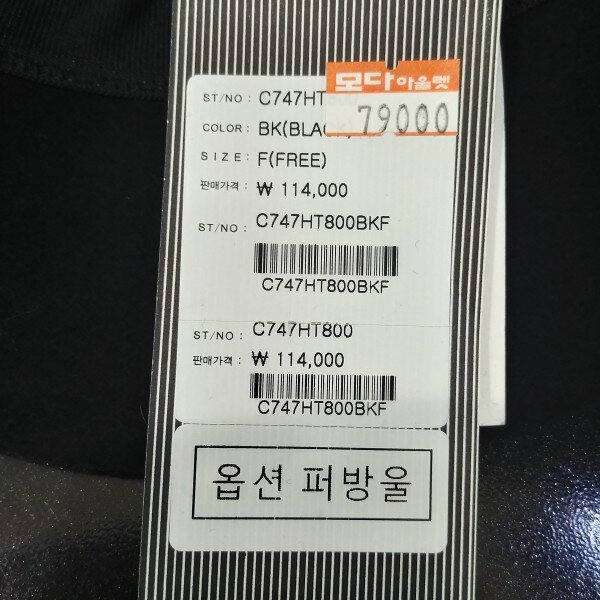 모다아울렛
79000
ST/NO : C747HT
COLOR: BK(BLAC
SIZE: F(FREE)
판매가격 : ₩ 114,000
ST/NO : C747HT800BKF
C747HT800BKF
ST/NO : C747HT800
판매가격 : ₩ 114,000
C747HT800BKF
옵션 퍼방울